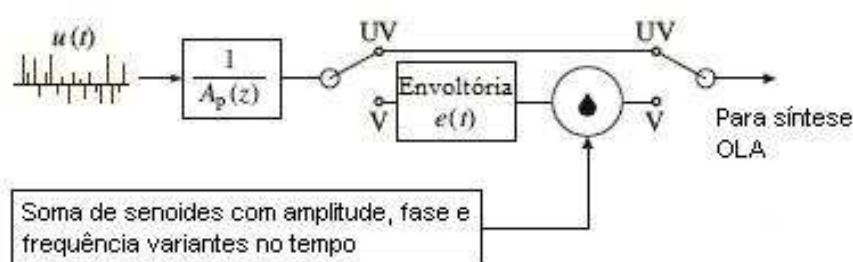 u(t)
1
A_p(z)
UV
UV
Envoltória
e(t)
V
V
Para síntese
OLA
Soma de senoides com amplitude, fase e
frequência variantes no tempo